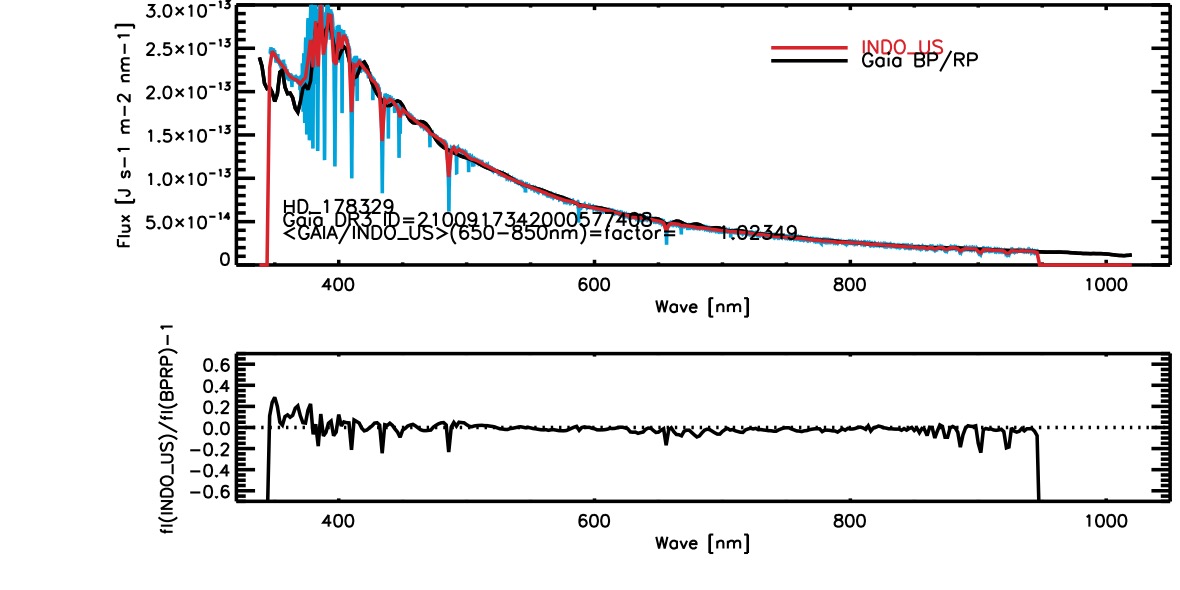 3.0×10⁻¹³
2.5×10⁻¹³
2.0×10⁻¹³
1.5×10⁻¹³
1.0×10⁻¹³
5.0×10⁻¹⁴
0
Flux [J s−1 m−2 nm−1]
INDO_US
Gaia BP/RP
HD_178329
Gaia DR3 ID=2100917342000577408
<GAIA/INDO_US>(650−850nm)=factor= 1.02349
400 600 800 1000
Wave [nm]
0.6
0.4
0.2
0.0
−0.2
−0.4
−0.6
fl(INDO_US)/fl(BPRP)−1
400 600 800 1000
Wave [nm]